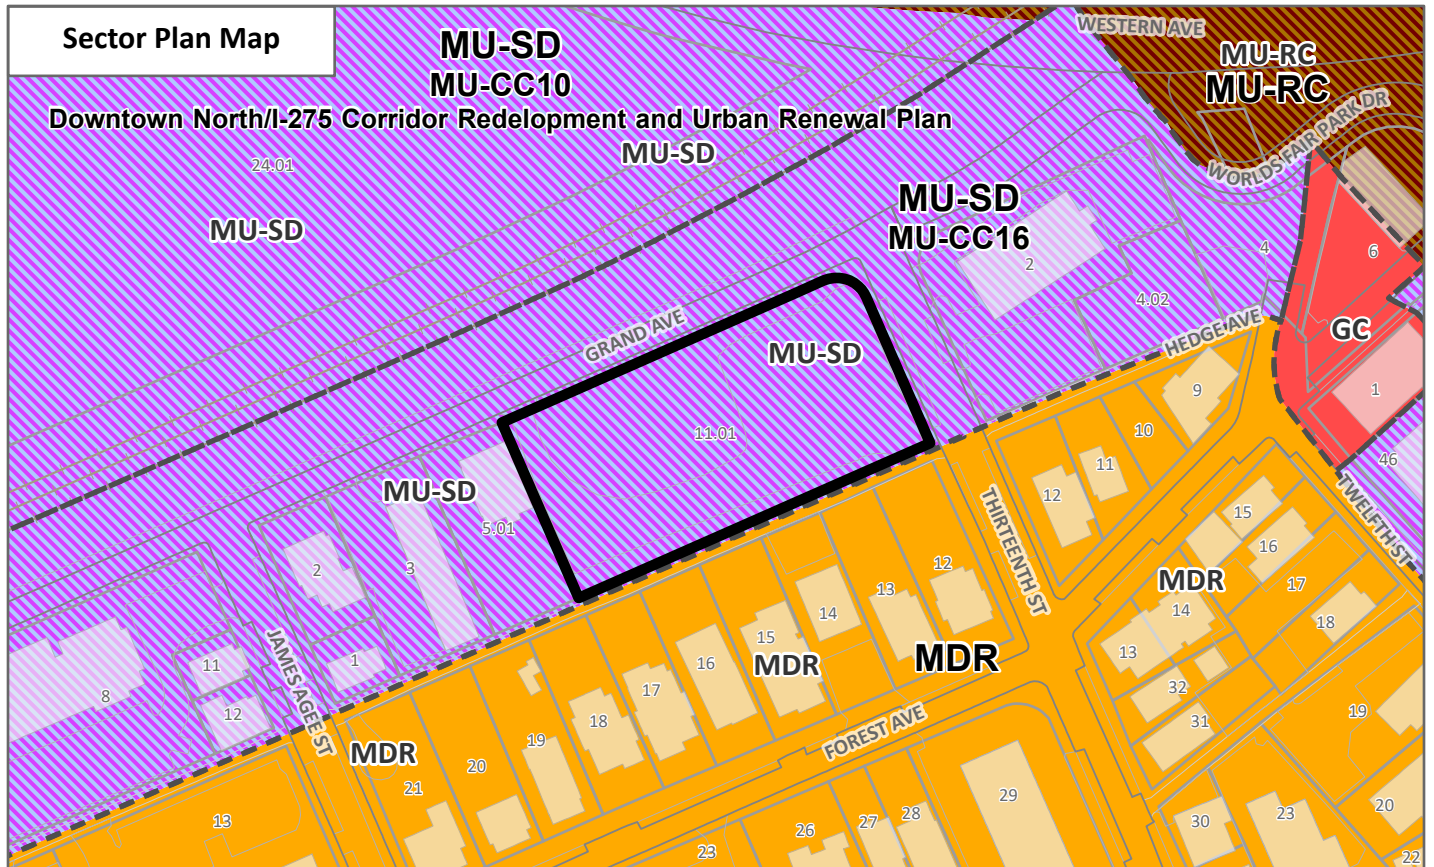 Sector Plan Map
MU-SD
MU-CC10
Downtown North/I-275 Corridor Redelopment and Urban Renewal Plan
WESTERN AVE
MU-RC
MU-RC
WORLDS FAIR PARK DR
24.01
MU-SD
MU-SD
MU-SD
MU-CC16
2
4
6
4.02
GC
HEDGE AVE
1
GRAND AVE
MU-SD
9
10
11
12
11.01
MU-SD
5.01
46
TWELFTH ST
THIRTEENTH ST
2
3
1
15
16
MDR
17
14
18
13
32
31
12
13
14
15
MDR
MDR
16
17
18
19
20
21
MDR
JAMES AGEE ST
11
12
8
13
FOREST AVE
19
20
22
23
30
29
28
27
26
23